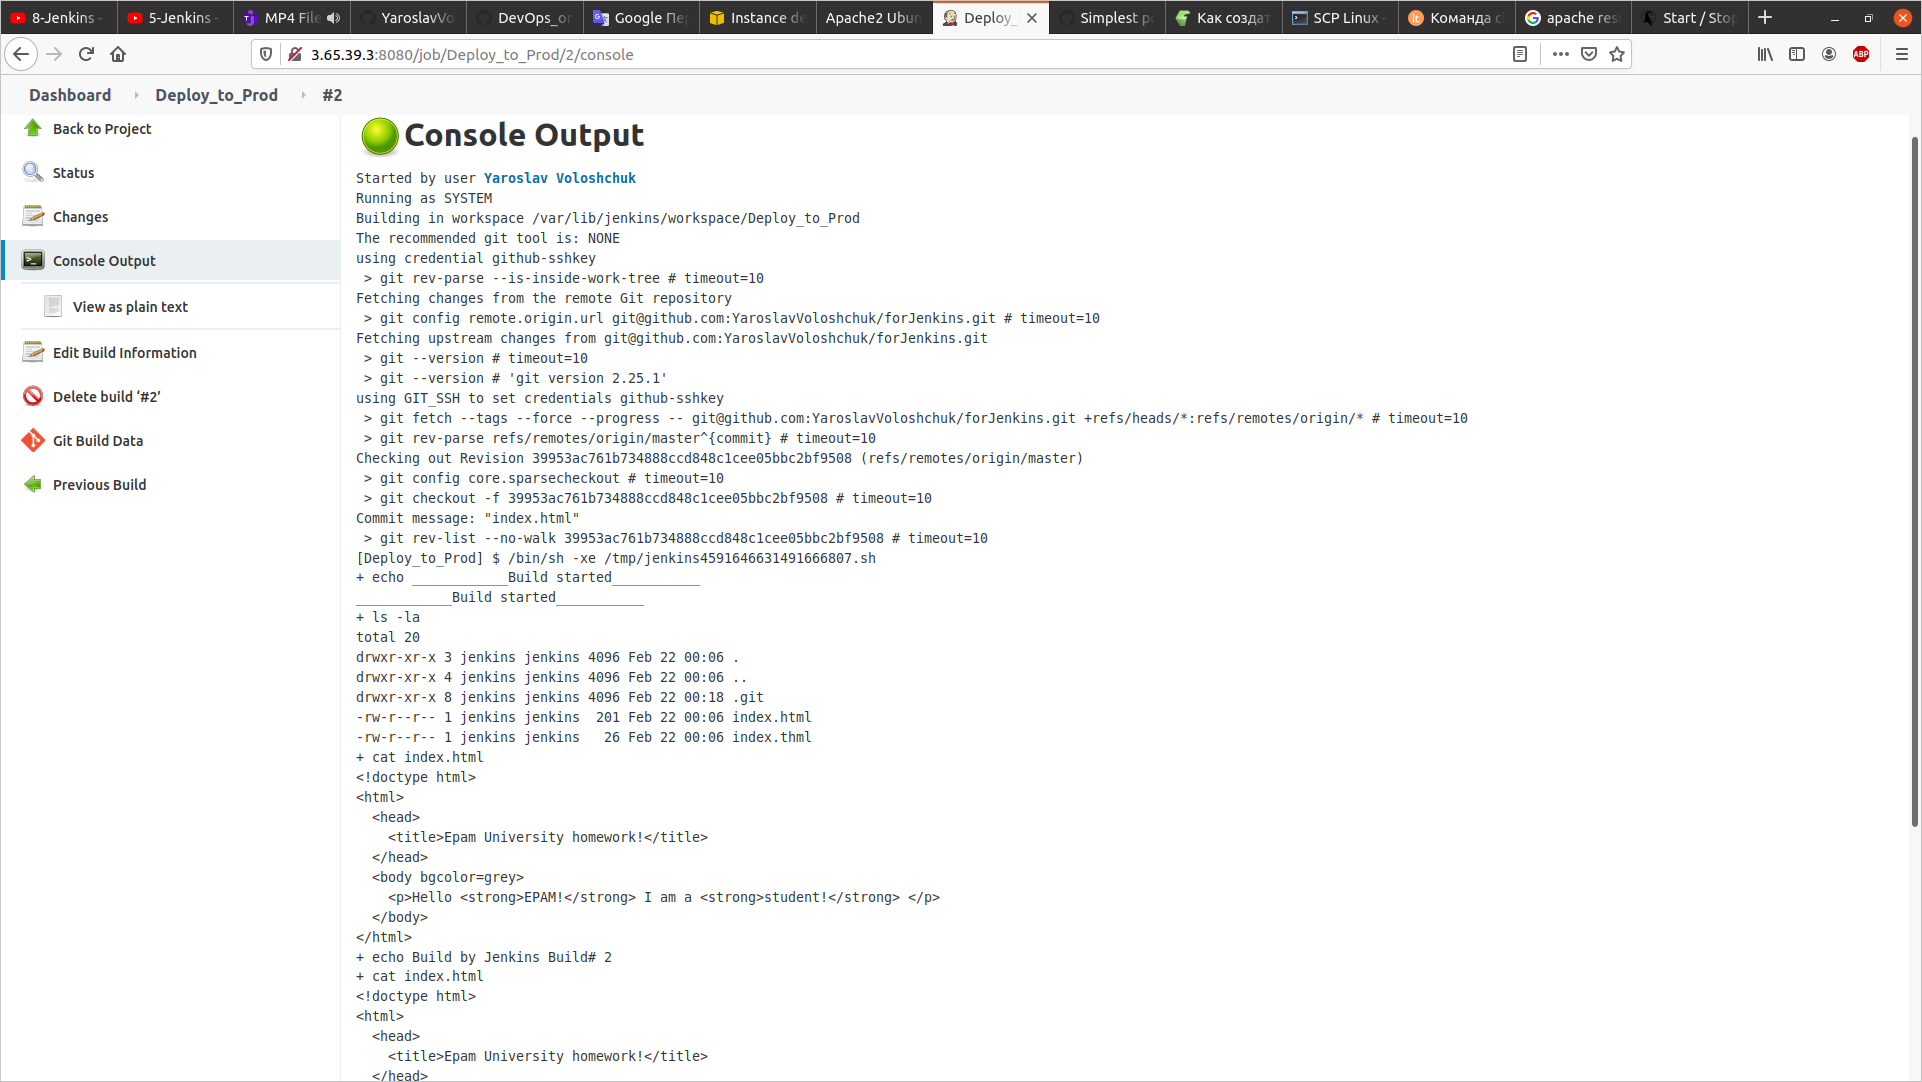 8-Jenkins -
5-Jenkins -
MP4 File
YaroslavVo
DevOps_on
Google Пе
Instance de
Apache2 Ubun
Deploy_
Simplest p
Как создат
SCP Linux -
Команда
apache res
Start / Stop
3.65.39.3:8080/job/Deploy_to_Prod/2/console
ABP
Dashboard
Deploy_to_Prod
#2
Back to Project
Status
Changes
Console Output
View as plain text
Edit Build Information
Delete build ‘#2’
Git Build Data
Previous Build
Console Output
Started by user Yaroslav Voloshchuk
Running as SYSTEM
Building in workspace /var/lib/jenkins/workspace/Deploy_to_Prod
The recommended git tool is: NONE
using credential github-sshkey
 > git rev-parse --is-inside-work-tree # timeout=10
Fetching changes from the remote Git repository
 > git config remote.origin.url git@github.com:YaroslavVoloshchuk/forJenkins.git # timeout=10
Fetching upstream changes from git@github.com:YaroslavVoloshchuk/forJenkins.git
 > git --version # timeout=10
 > git --version # 'git version 2.25.1'
using GIT_SSH to set credentials github-sshkey
 > git fetch --tags --force --progress -- git@github.com:YaroslavVoloshchuk/forJenkins.git +refs/heads/*:refs/remotes/origin/* # timeout=10
 > git rev-parse refs/remotes/origin/master^{commit} # timeout=10
Checking out Revision 39953ac761b734888ccd848c1cee05bbc2bf9508 (refs/remotes/origin/master)
 > git config core.sparsecheckout # timeout=10
 > git checkout -f 39953ac761b734888ccd848c1cee05bbc2bf9508 # timeout=10
Commit message: "index.html"
 > git rev-list --no-walk 39953ac761b734888ccd848c1cee05bbc2bf9508 # timeout=10
[Deploy_to_Prod] $ /bin/sh -xe /tmp/jenkins4591646631491666807.sh
+ echo ____________Build started___________
____________Build started___________
+ ls -la
total 20
drwxr-xr-x 3 jenkins jenkins 4096 Feb 22 00:06 .
drwxr-xr-x 4 jenkins jenkins 4096 Feb 22 00:06 ..
drwxr-xr-x 8 jenkins jenkins 4096 Feb 22 00:18 .git
-rw-r--r-- 1 jenkins jenkins  201 Feb 22 00:06 index.html
-rw-r--r-- 1 jenkins jenkins   26 Feb 22 00:06 index.thml
+ cat index.html
<!doctype html>
<html>
  <head>
    <title>Epam University homework!</title>
  </head>
  <body bgcolor=grey>
    <p>Hello <strong>EPAM!</strong> I am a <strong>student!</strong> </p>
  </body>
</html>
+ echo Build by Jenkins Build# 2
+ cat index.html
<!doctype html>
<html>
  <head>
    <title>Epam University homework!</title>
  </head>